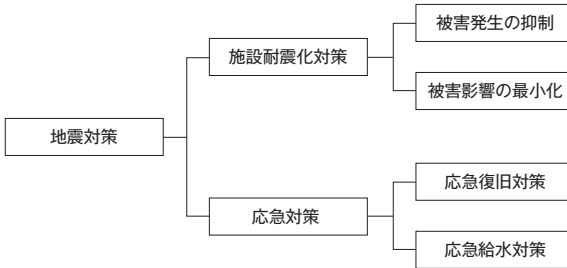 被害発生の抑制
施設耐震化対策
被害影響の最小化
地震対策
応急復旧対策
応急対策
応急給水対策